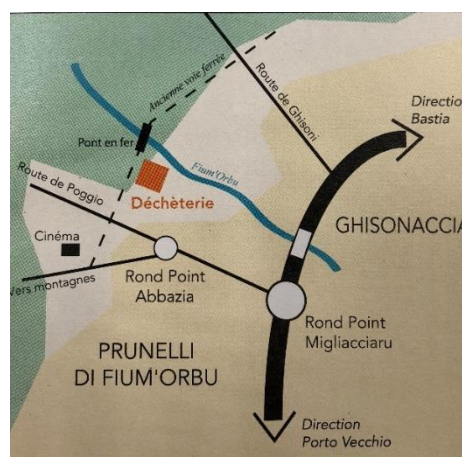 Ancienne voie ferrée
Route de Ghisoni
Direction
Bastia
Pont en fer
Fium'Orbu
Route de Poggio
Déchèterie
GHISONACCIA
Cinéma
Vers montagnes
Rond Point
Abbazia
Rond Point
Migliacciaru
PRUNELLI
DI FIUM'ORBU
Direction
Porto Vecchio